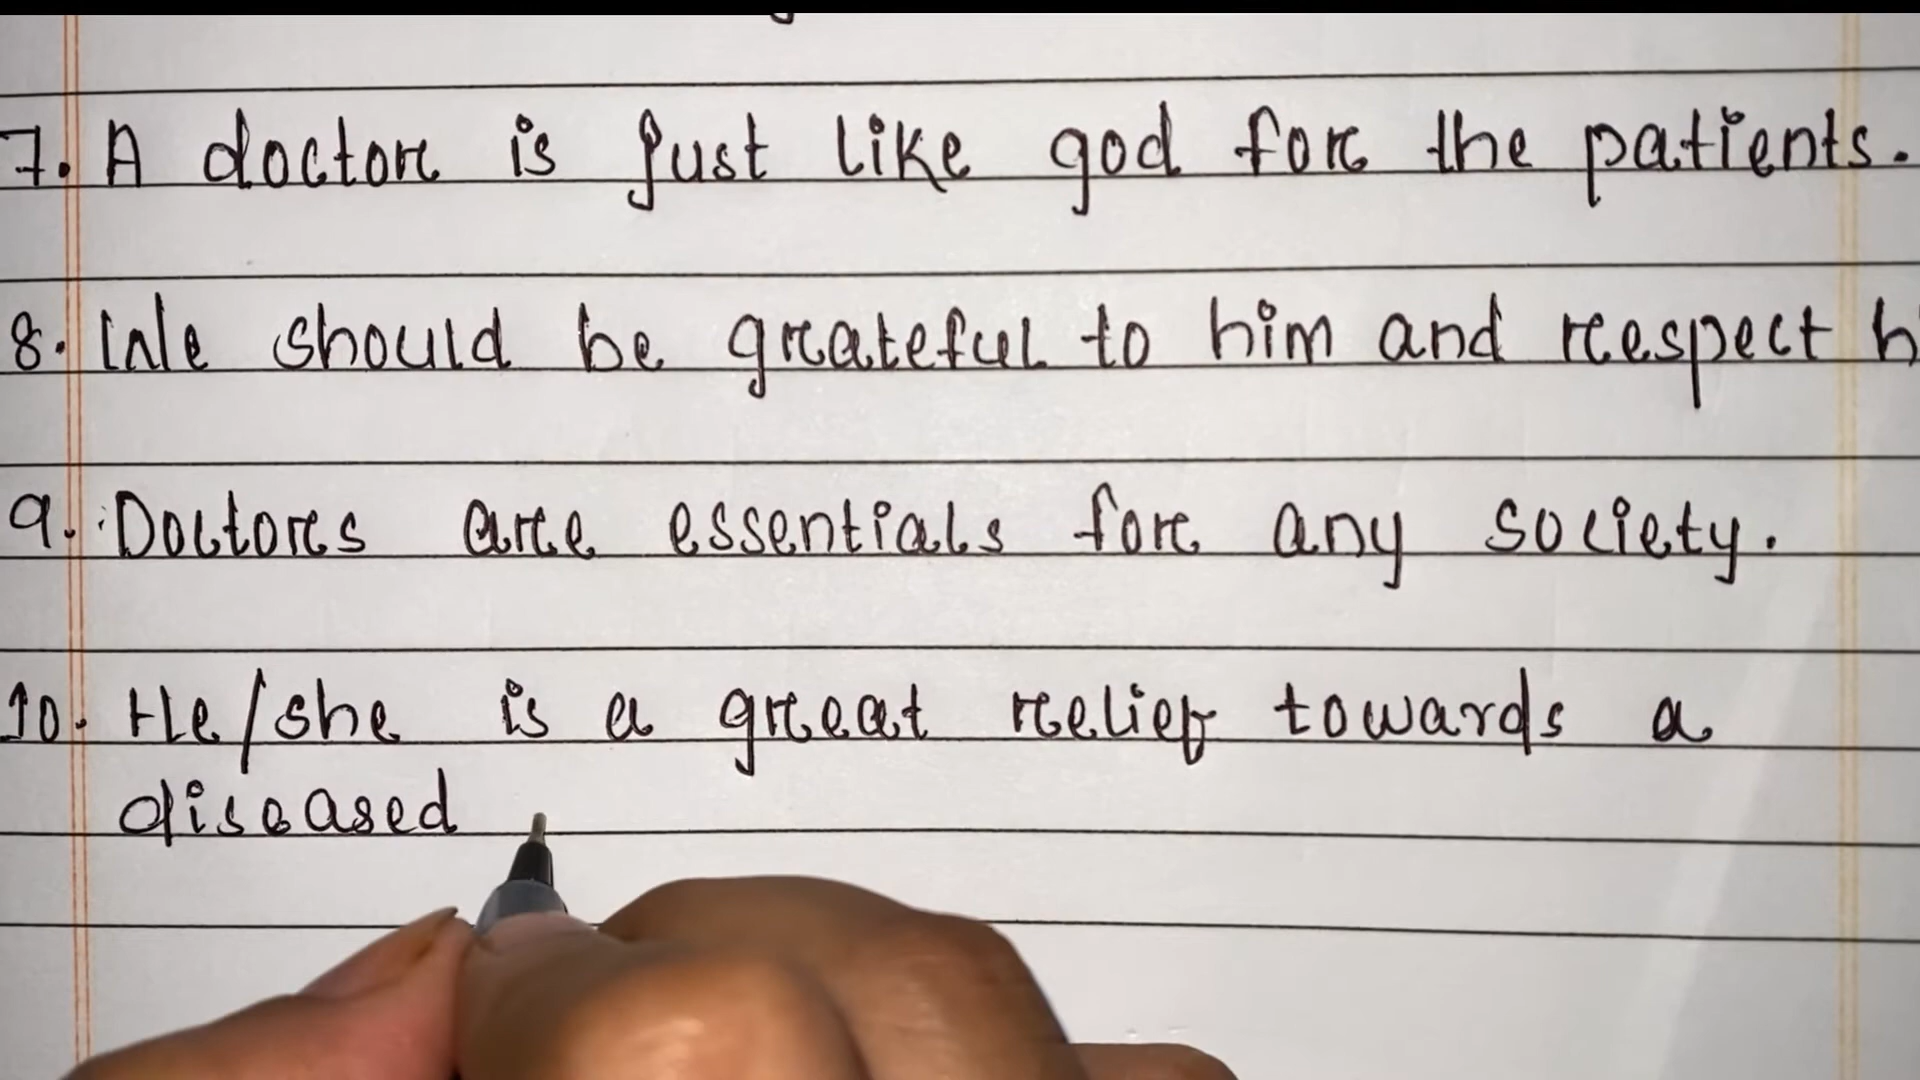 7. A doctor is just like god for the patients.
8. We should be grateful to him and respect h
9. Doctors are essentials for any society.
10. He/she is a great relief towards a
diseased